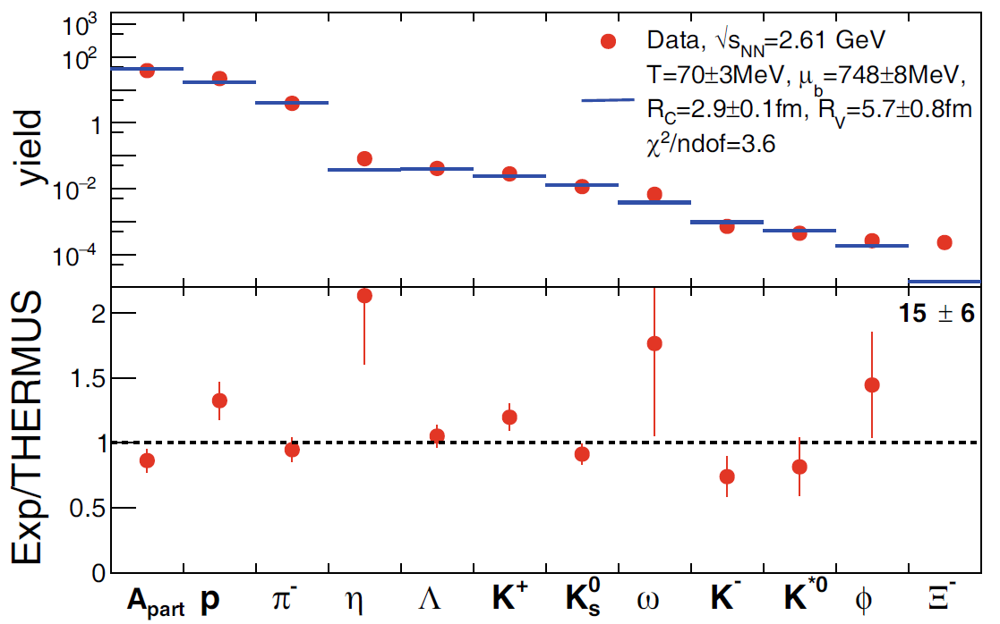 yield
10³
10²
1
10⁻²
10⁻⁴
Data, √s_NN=2.61 GeV
T=70±3MeV, μ_b=748±8MeV,
R_C=2.9±0.1fm, R_V=5.7±0.8fm
χ²/ndof=3.6
Exp/THERMUS
2
1.5
1
0.5
0
15 ± 6
A_part p π⁻ η Λ K⁺ K⁰_s ω K⁻ K*⁰ ϕ Ξ⁻